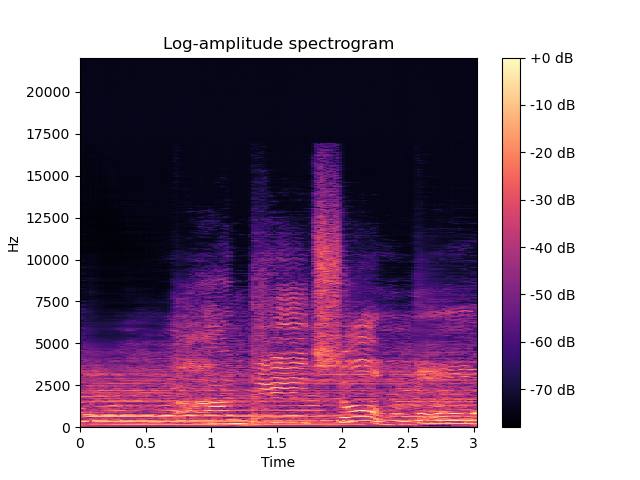 Log-amplitude spectrogram
20000
17500
15000
12500
10000
7500
5000
2500
0
Hz
0
0.5
1
1.5
2
2.5
3
Time
+0 dB
-10 dB
-20 dB
-30 dB
-40 dB
-50 dB
-60 dB
-70 dB